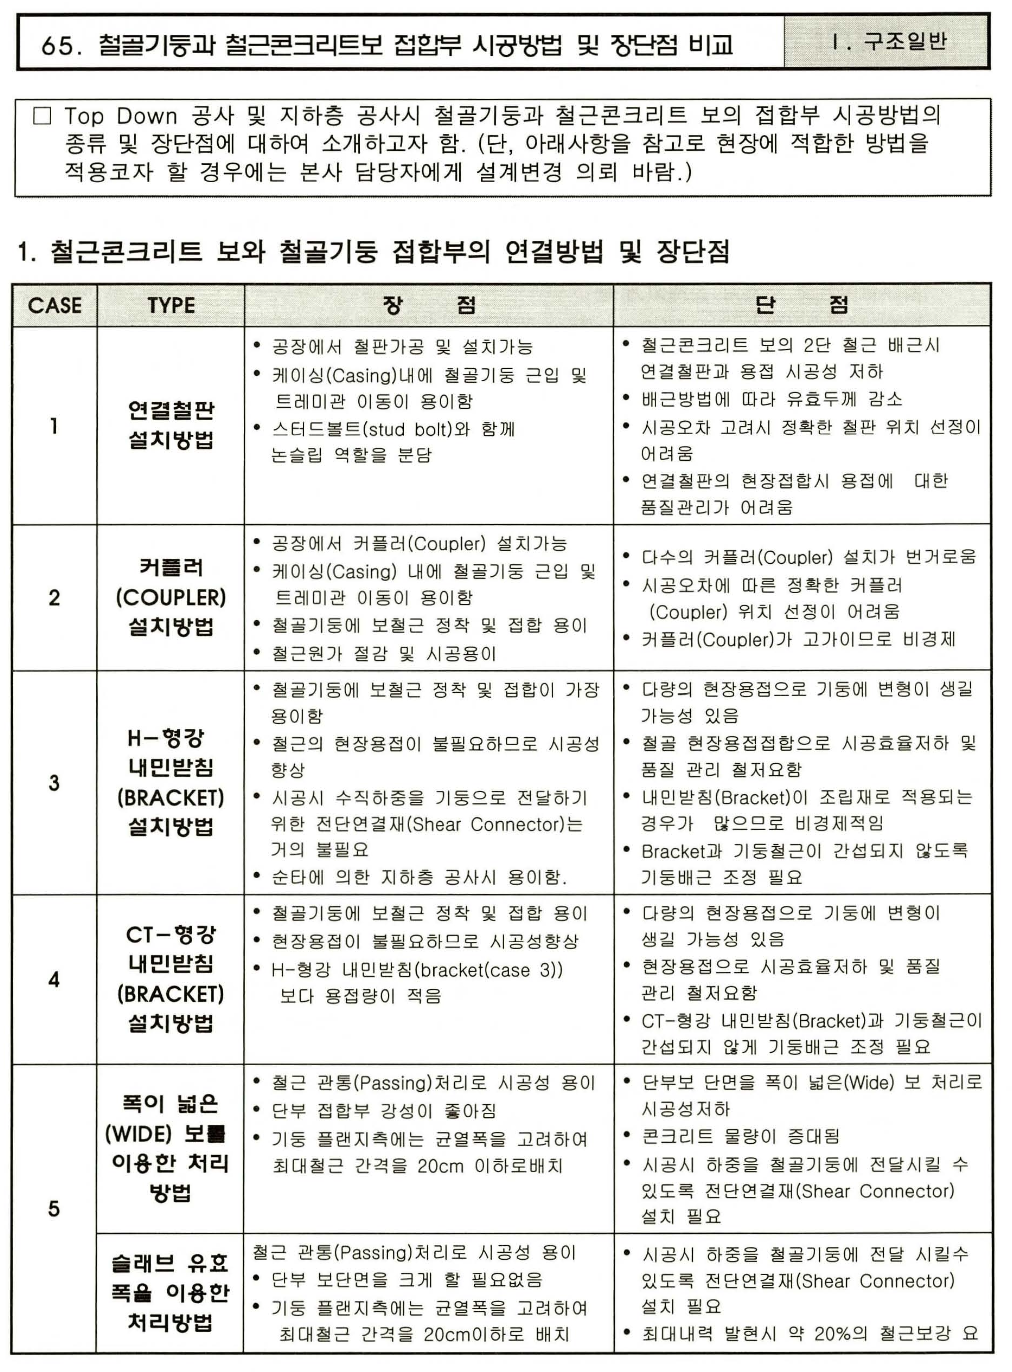 65. 철골기둥과 철근콘크리트보 접합부 시공방법 및 장단점 비교
Ⅰ. 구조일반
□ Top Down 공사 및 지하층 공사시 철골기둥과 철근콘크리트 보의 접합부 시공방법의
종류 및 장단점에 대하여 소개하고자 함. (단, 아래사항을 참고로 현장에 적합한 방법을
적용코자 할 경우에는 본사 담당자에게 설계변경 의뢰 바람.)
1. 철근콘크리트 보와 철골기둥 접합부의 연결방법 및 장단점
CASE
TYPE
장 점
단 점
1
연결철판
설치방법
• 공장에서 철판가공 및 설치가능
• 케이싱(Casing)내에 철골기둥 근입 및
트레미관 이동이 용이함
• 스터드볼트(stud bolt)와 함께
논슬립 역할을 분담
• 철근콘크리트 보의 2단 철근 배근시
연결철판과 용접 시공성 저하
• 배근방법에 따라 유효두께 감소
• 시공오차 고려시 정확한 철판 위치 선정이
어려움
• 연결철판의 현장접합시 용접에 대한
품질관리가 어려움
2
커플러
(COUPLER)
설치방법
• 공장에서 커플러(Coupler) 설치가능
• 케이싱(Casing) 내에 철골기둥 근입 및
트레미관 이동이 용이함
• 철골기둥에 보철근 정착 및 접합 용이
• 철근원가 절감 및 시공용이
• 다수의 커플러(Coupler) 설치가 번거로움
• 시공오차에 따른 정확한 커플러
(Coupler) 위치 선정이 어려움
• 커플러(Coupler)가 고가이므로 비경제
3
H-형강
내민받침
(BRACKET)
설치방법
• 철골기둥에 보철근 정착 및 접합이 가장
용이함
• 철근의 현장용접이 불필요하므로 시공성
향상
• 시공시 수직하중을 기둥으로 전달하기
위한 전단연결재(Shear Connector)는
거의 불필요
• 순타에 의한 지하층 공사시 용이함.
• 다량의 현장용접으로 기둥에 변형이 생길
가능성 있음
• 철골 현장용접접합으로 시공효율저하 및
품질 관리 철저요함
• 내민받침(Bracket)이 조립재로 적용되는
경우가 많으므로 비경제적임
• Bracket과 기둥철근이 간섭되지 않도록
기둥배근 조정 필요
4
CT-형강
내민받침
(BRACKET)
설치방법
• 철골기둥에 보철근 정착 및 접합 용이
• 현장용접이 불필요하므로 시공성향상
• H-형강 내민받침(bracket(case 3))
보다 용접량이 적음
• 다량의 현장용접으로 기둥에 변형이
생길 가능성 있음
• 현장용접으로 시공효율저하 및 품질
관리 철저요함
• CT-형강 내민받침(Bracket)과 기둥철근이
간섭되지 않게 기둥배근 조정 필요
5
폭이 넓은
(WIDE) 보를
이용한 처리
방법
• 철근 관통(Passing)처리로 시공성 용이
• 단부 접합부 강성이 좋아짐
• 기둥 플랜지측에는 균열폭을 고려하여
최대철근 간격을 20cm 이하로배치
• 단부보 단면을 폭이 넓은(Wide) 보 처리로
시공성저하
• 콘크리트 물량이 증대됨
• 시공시 하중을 철골기둥에 전달시킬 수
있도록 전단연결재(Shear Connector)
설치 필요
슬래브 유효
폭을 이용한
처리방법
철근 관통(Passing)처리로 시공성 용이
• 단부 보단면을 크게 할 필요없음
• 기둥 플랜지측에는 균열폭을 고려하여
최대철근 간격을 20cm이하로 배치
• 시공시 하중을 철골기둥에 전달 시킬수
있도록 전단연결재(Shear Connector)
설치 필요
• 최대내력 발현시 약 20%의 철근보강 요